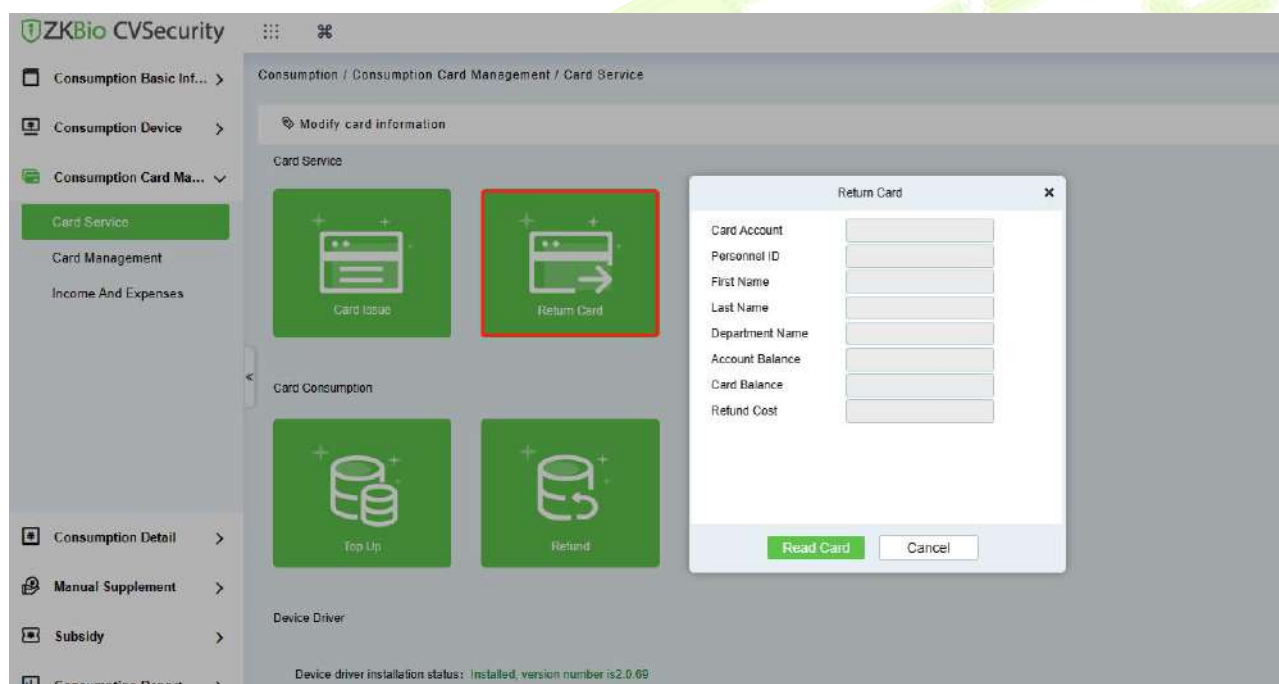 ZKBio CVSecurity
Consumption Basic Inf...
Consumption Device
Consumption Card Ma...
Card Service
Card Management
Income And Expenses
Consumption Detail
Manual Supplement
Subsidy
Consumption Report
Consumption / Consumption Card Management / Card Service
Modify card information
Card Service
Card Issue
Return Card
Card Consumption
Top Up
Refund
Device Driver
Device driver installation status: Installed, version number is2.0.69
Return Card
Card Account
Personnel ID
First Name
Last Name
Department Name
Account Balance
Card Balance
Refund Cost
Read Card
Cancel